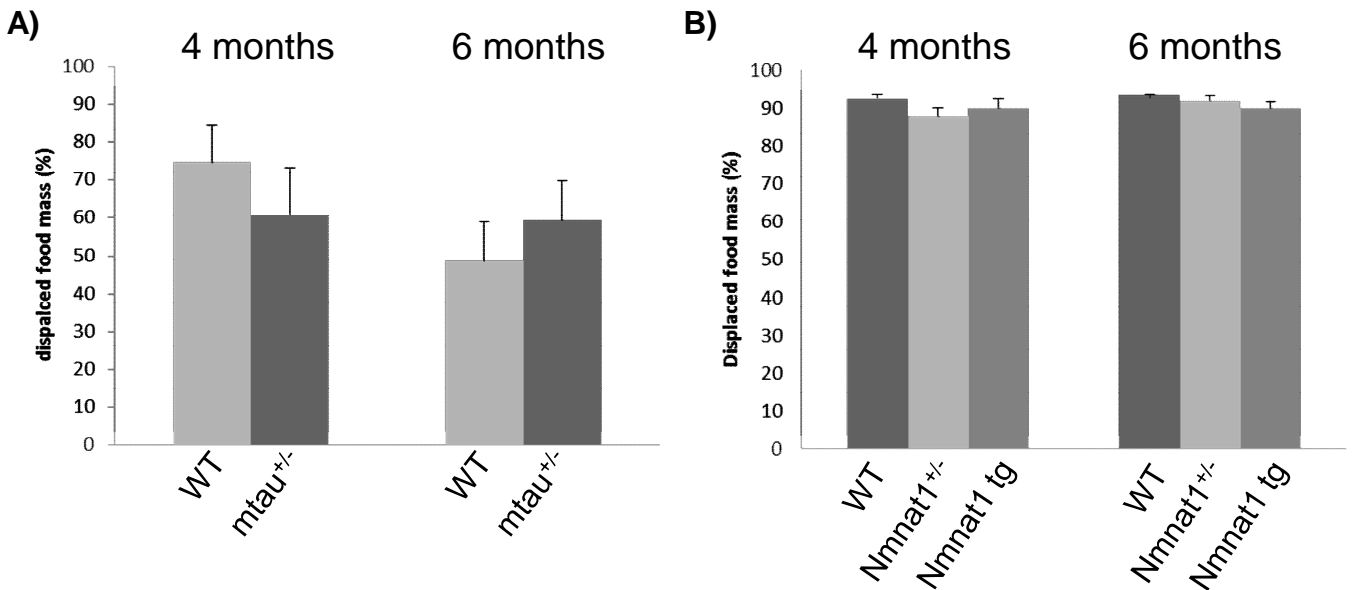 A)
4 months
6 months
dispalced food mass (%)
100
90
80
70
60
50
40
30
20
10
0
WT
mtau+/-
WT
mtau+/-
B)
4 months
6 months
Displaced food mass (%)
100
90
80
70
60
50
40
30
20
10
0
WT
Nmnat1+/-
Nmnat1 tg
WT
Nmnat1+/-
Nmnat1 tg